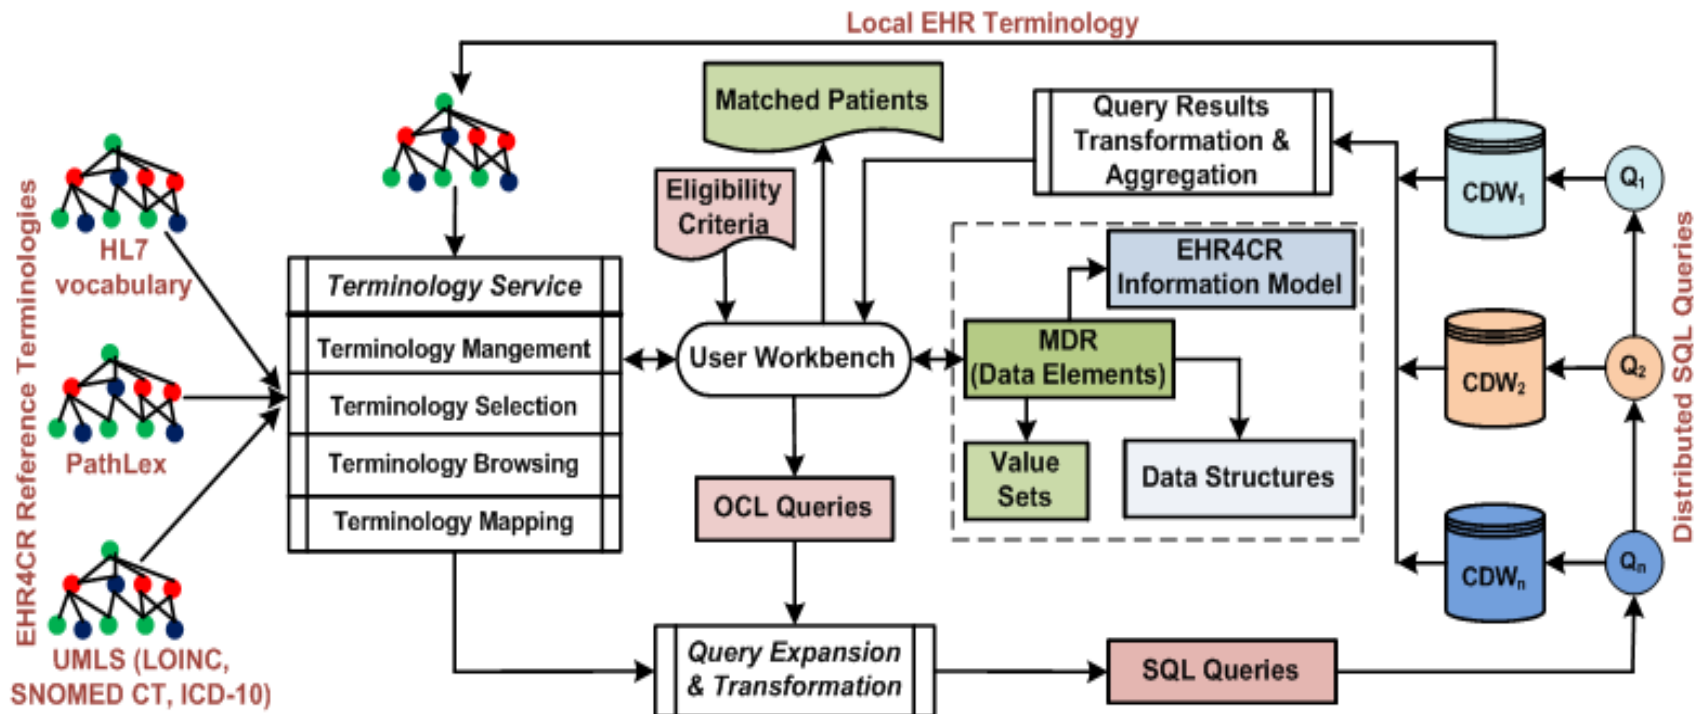 Local EHR Terminology
EHR4CR Reference Terminologies
HL7
vocabulary
PathLex
UMLS (LOINC,
SNOMED CT, ICD-10)
Terminology Service
Terminology Mangement
Terminology Selection
Terminology Browsing
Terminology Mapping
Matched Patients
Eligibility
Criteria
User Workbench
OCL Queries
Query Expansion
& Transformation
Query Results
Transformation &
Aggregation
EHR4CR
Information Model
MDR
(Data Elements)
Value
Sets
Data Structures
SQL Queries
CDW1
CDW2
CDWn
Q1
Q2
Qn
Distributed SQL Queries